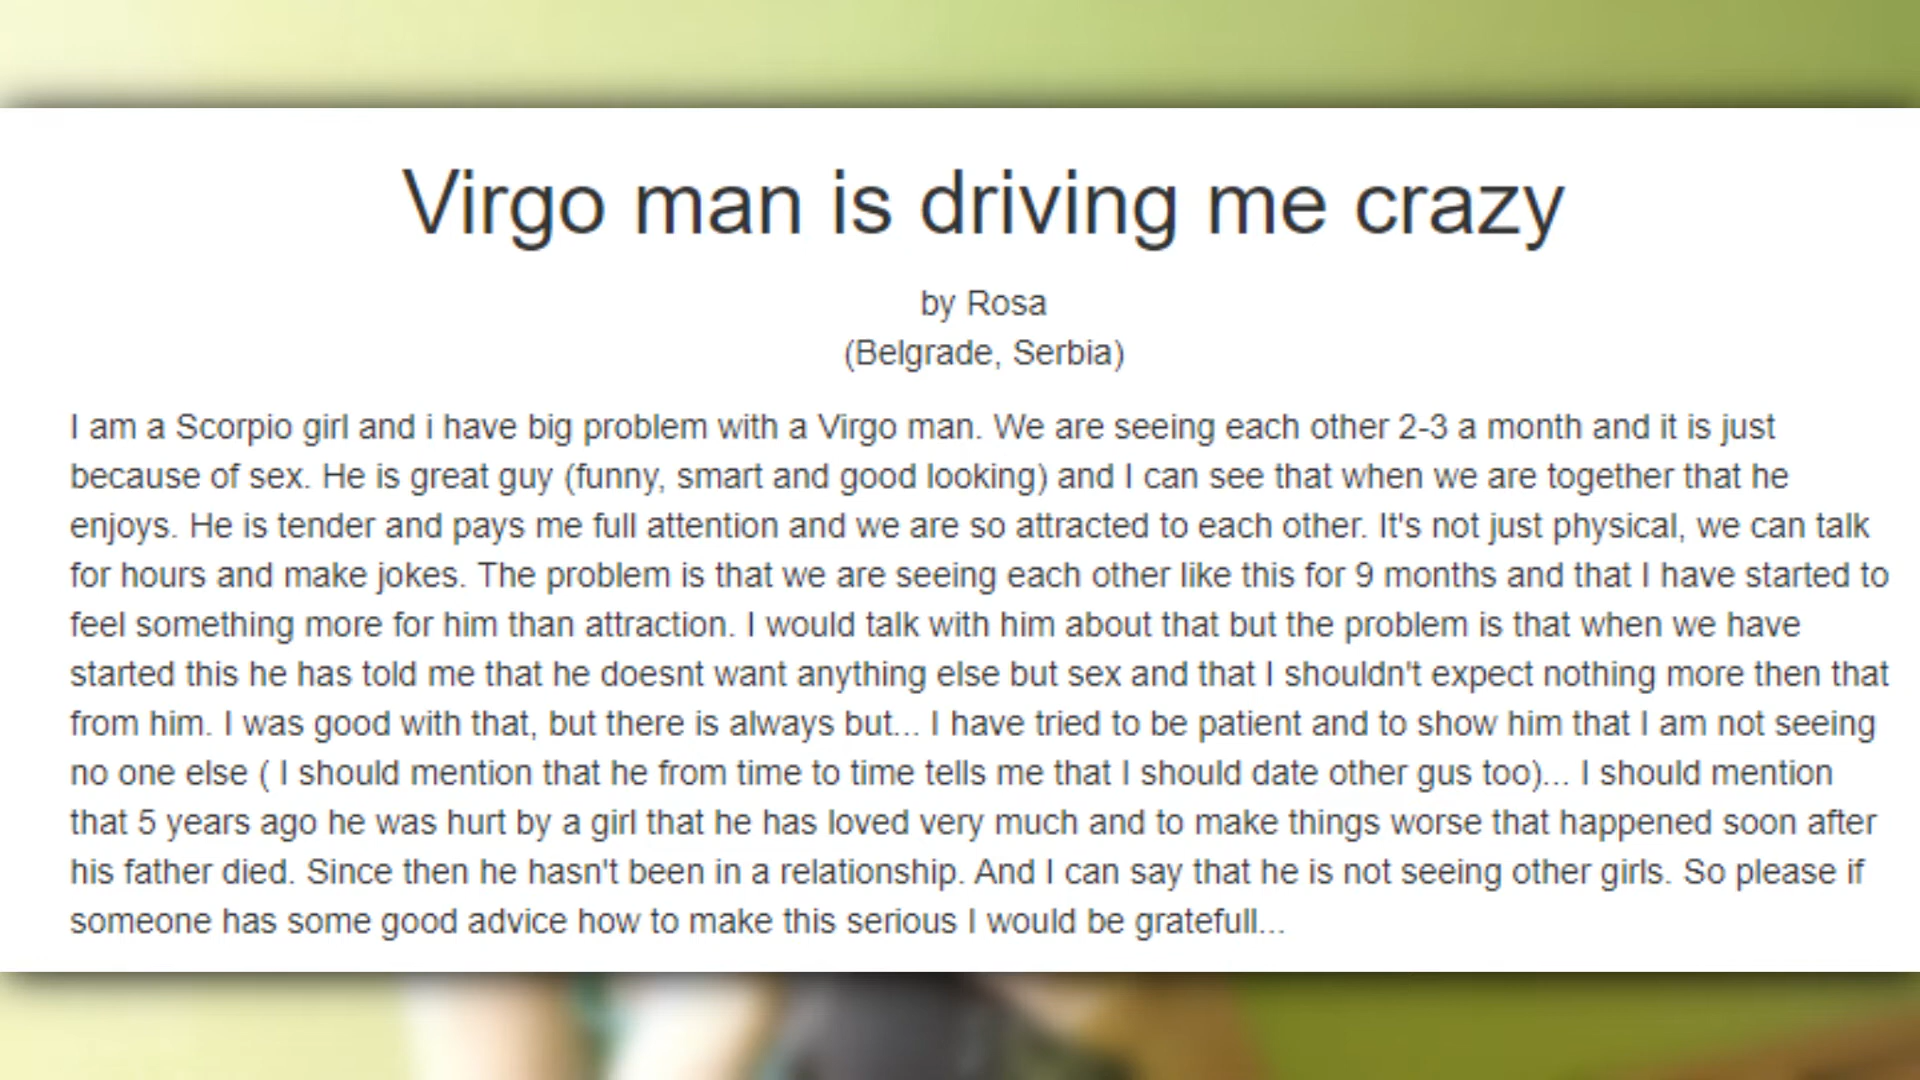 Virgo man is driving me crazy
by Rosa
(Belgrade, Serbia)
I am a Scorpio girl and i have big problem with a Virgo man. We are seeing each other 2-3 a month and it is just
because of sex. He is great guy (funny, smart and good looking) and I can see that when we are together that he
enjoys. He is tender and pays me full attention and we are so attracted to each other. It's not just physical, we can talk
for hours and make jokes. The problem is that we are seeing each other like this for 9 months and that I have started to
feel something more for him than attraction. I would talk with him about that but the problem is that when we have
started this he has told me that he doesnt want anything else but sex and that I shouldn't expect nothing more then that
from him. I was good with that, but there is always but... I have tried to be patient and to show him that I am not seeing
no one else ( I should mention that he from time to time tells me that I should date other gus too)... I should mention
that 5 years ago he was hurt by a girl that he has loved very much and to make things worse that happened soon after
his father died. Since then he hasn't been in a relationship. And I can say that he is not seeing other girls. So please if
someone has some good advice how to make this serious I would be gratefull...